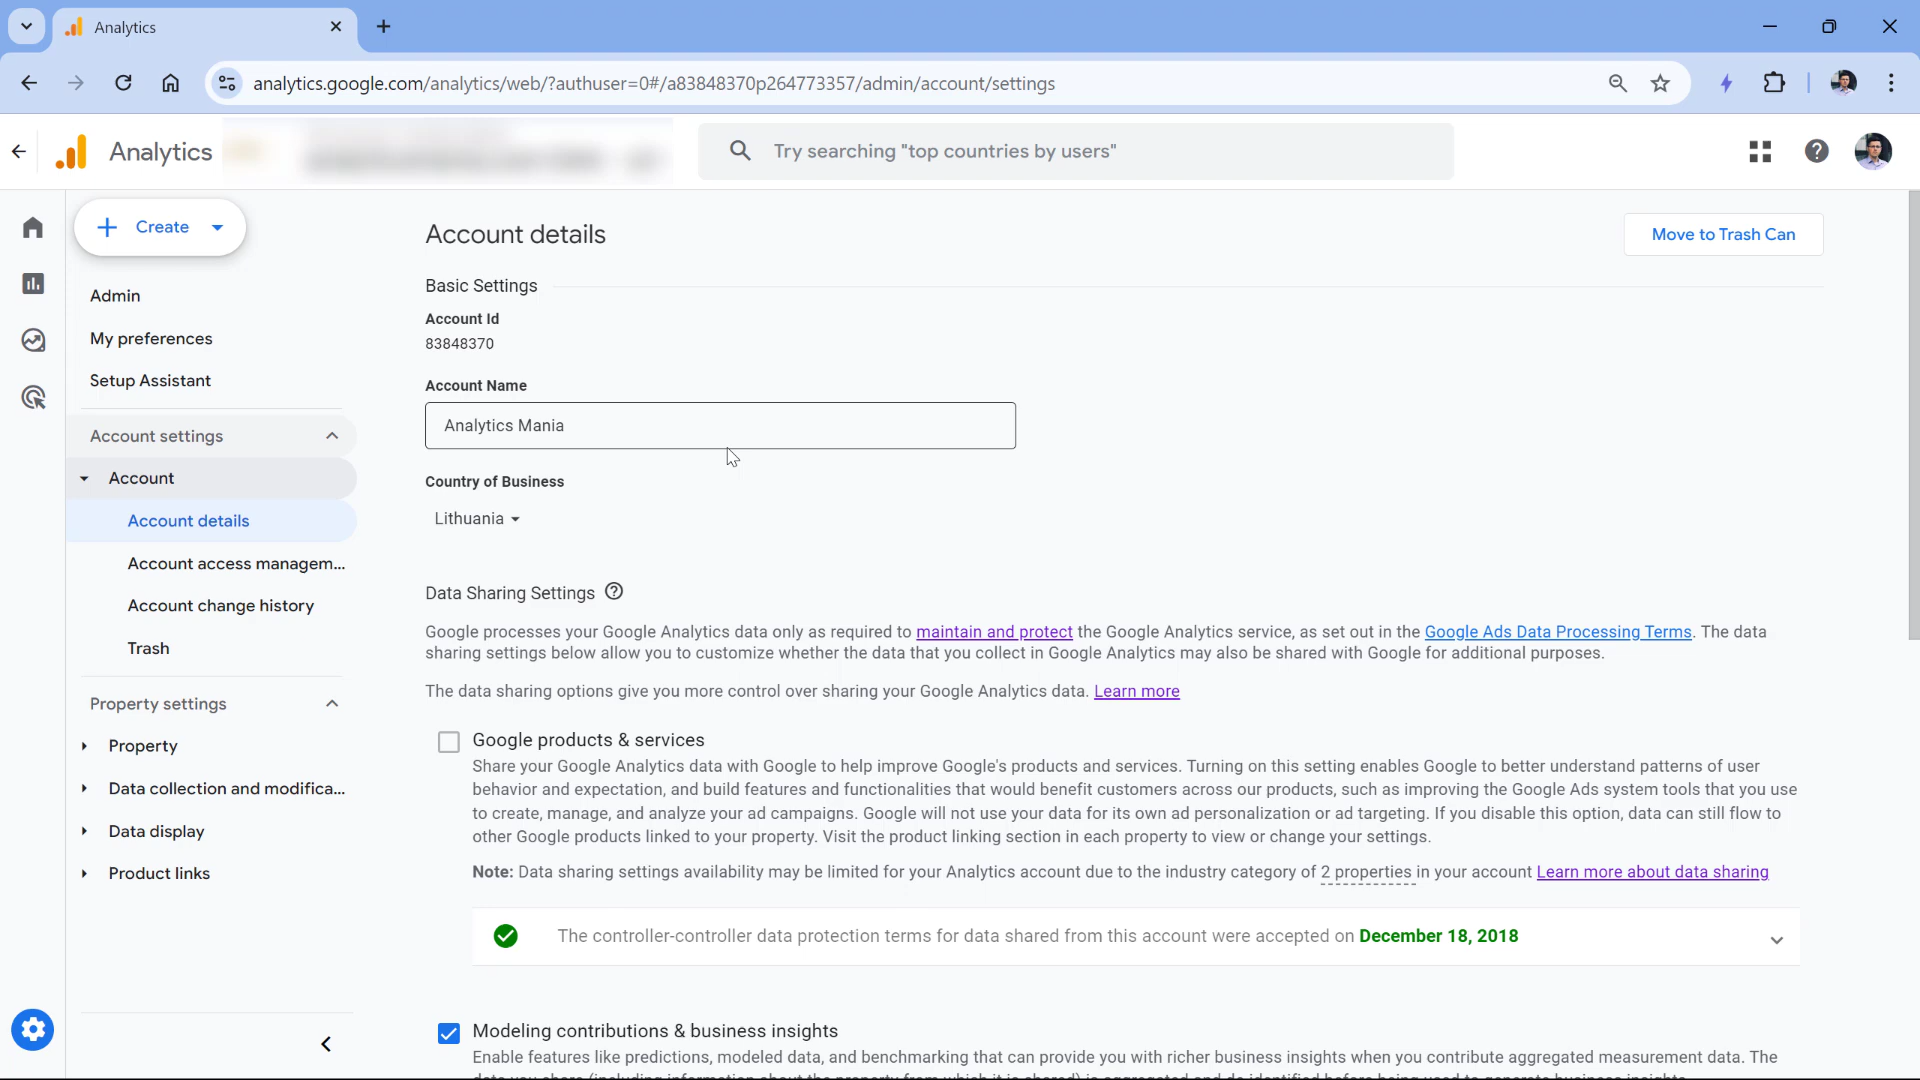 Analytics
analytics.google.com/analytics/web/?authuser=0#/a83848370p264773357/admin/account/settings
Analytics
Try searching "top countries by users"
Create
Admin
My preferences
Setup Assistant
Account settings
Account
Account details
Account access managem...
Account change history
Trash
Property settings
Property
Data collection and modifica...
Data display
Product links
Account details
Move to Trash Can
Basic Settings
Account Id
83848370
Account Name
Analytics Mania
Country of Business
Lithuania
Data Sharing Settings
Google processes your Google Analytics data only as required to maintain and protect the Google Analytics service, as set out in the Google Ads Data Processing Terms. The data
sharing settings below allow you to customize whether the data that you collect in Google Analytics may also be shared with Google for additional purposes.
The data sharing options give you more control over sharing your Google Analytics data. Learn more
Google products & services
Share your Google Analytics data with Google to help improve Google's products and services. Turning on this setting enables Google to better understand patterns of user
behavior and expectation, and build features and functionalities that would benefit customers across our products, such as improving the Google Ads system tools that you use
to create, manage, and analyze your ad campaigns. Google will not use your data for its own ad personalization or ad targeting. If you disable this option, data can still flow to
other Google products linked to your property. Visit the product linking section in each property to view or change your settings.
Note: Data sharing settings availability may be limited for your Analytics account due to the industry category of 2 properties in your account Learn more about data sharing
The controller-controller data protection terms for data shared from this account were accepted on December 18, 2018
Modeling contributions & business insights
Enable features like predictions, modeled data, and benchmarking that can provide you with richer business insights when you contribute aggregated measurement data. The